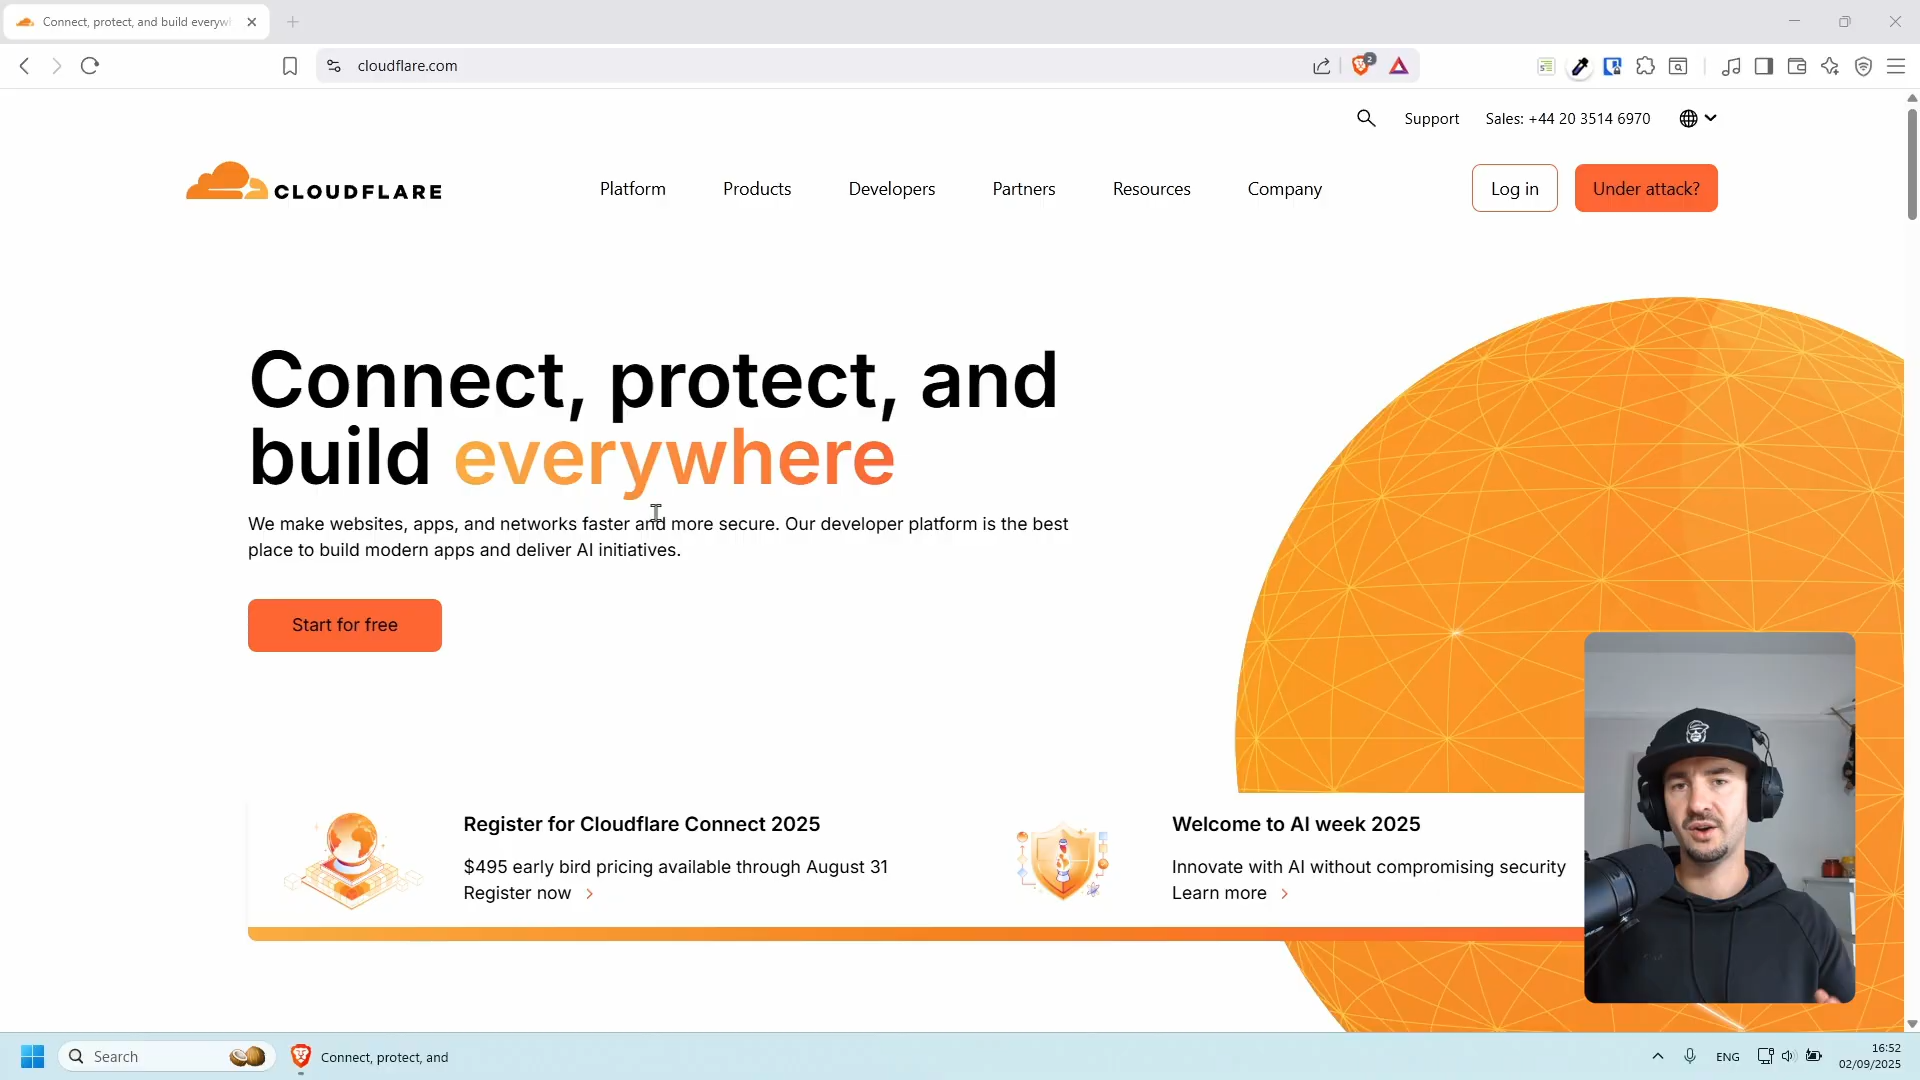 Connect, protect, and build everywh
cloudflare.com
2
Support
Sales: +44 20 3514 6970
CLOUDFLARE
Platform
Products
Developers
Partners
Resources
Company
Log in
Under attack?
Connect, protect, and
build everywhere
We make websites, apps, and networks faster and more secure. Our developer platform is the best
place to build modern apps and deliver AI initiatives.
Start for free
Register for Cloudflare Connect 2025
$495 early bird pricing available through August 31
Register now
Welcome to AI week 2025
Innovate with AI without compromising security
Learn more
Search
Connect, protect, and
ENG
16:52
02/09/2025